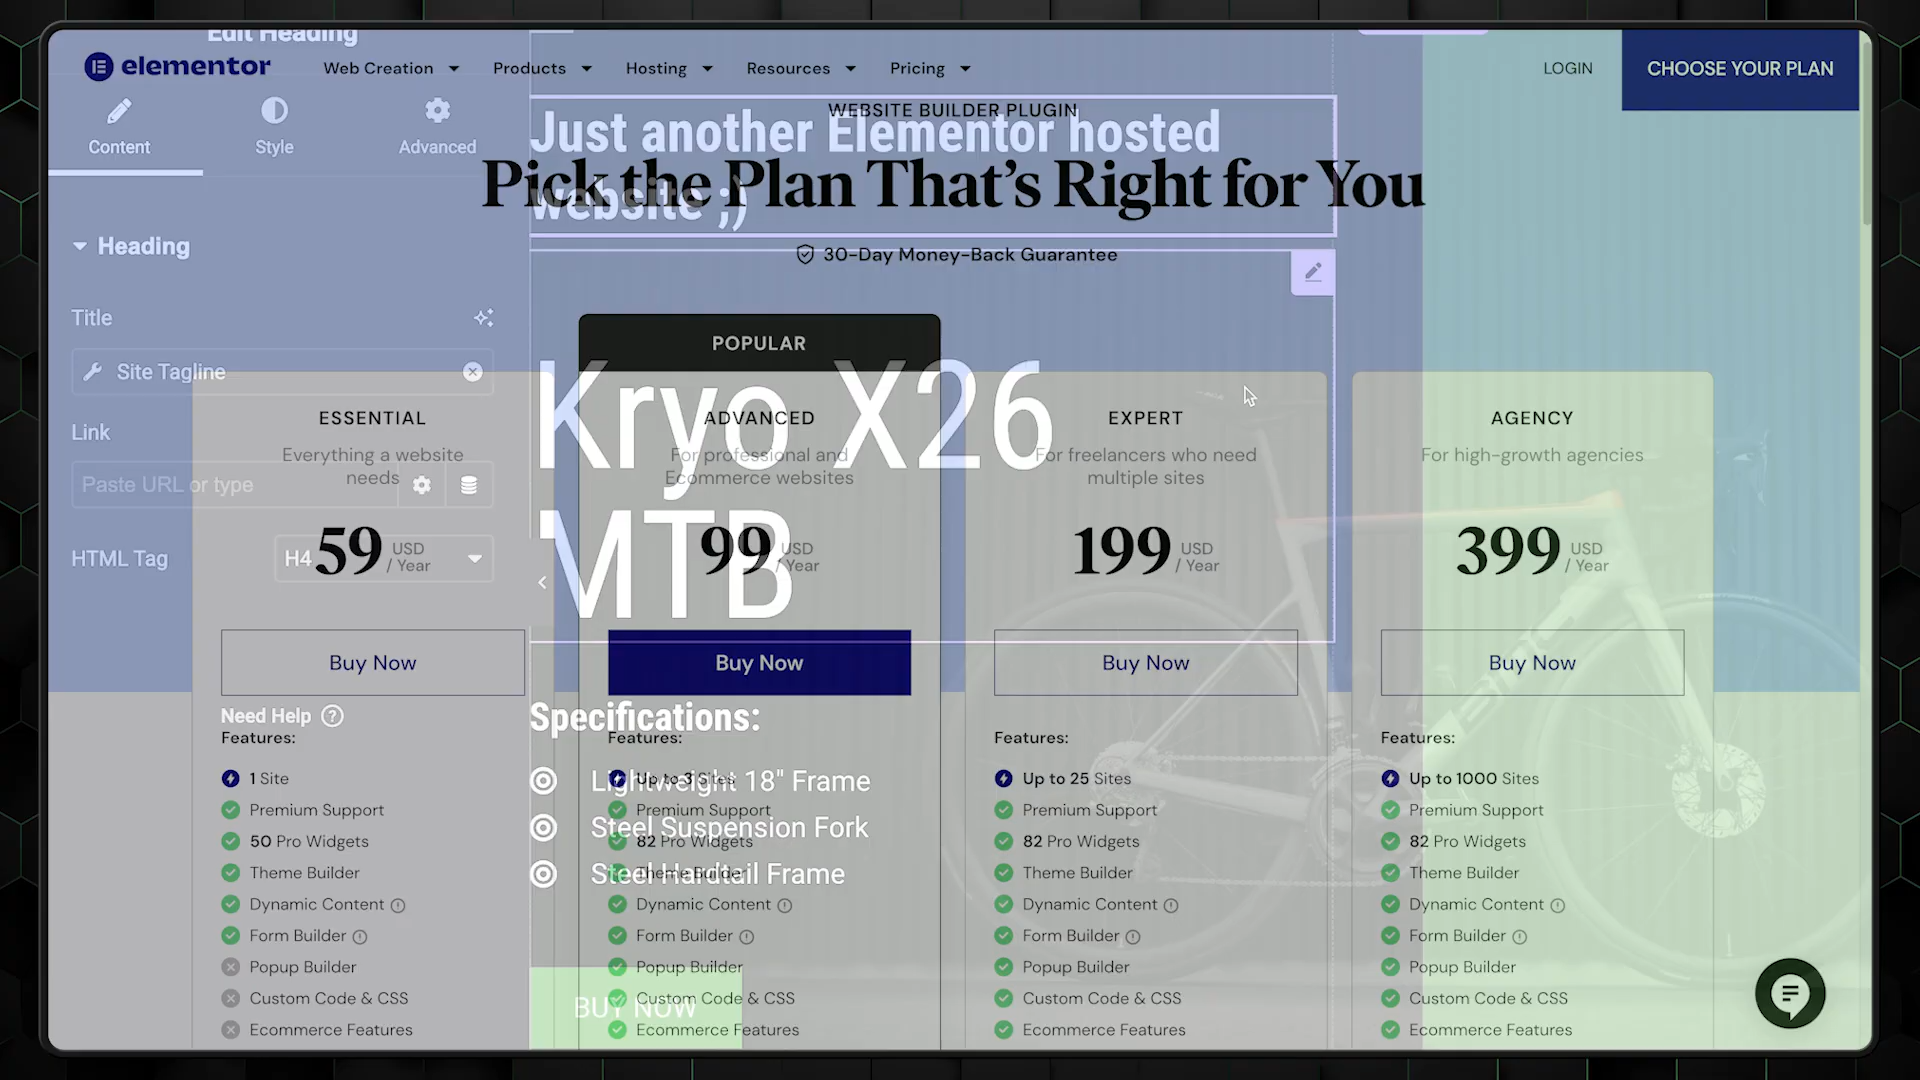 Edit Heading
elementor
Web Creation
Products
Hosting
Resources
Pricing
LOGIN
CHOOSE YOUR PLAN
Content
Style
Advanced
WEBSITE BUILDER PLUGIN
Just another Elementor hosted
website ;)
Pick the Plan That's Right for You
30-Day Money-Back Guarantee
Heading
Title
Site Tagline
Link
Paste URL or type
HTML Tag
H4
Kryo X26
MTB
POPULAR
ESSENTIAL
Everything a website
needs
59 USD
/ Year
Buy Now
Need Help
Features:
1 Site
Premium Support
50 Pro Widgets
Theme Builder
Dynamic Content
Form Builder
Popup Builder
Custom Code & CSS
Ecommerce Features
ADVANCED
For professional and
Ecommerce websites
99 USD
/ Year
Buy Now
Specifications:
Features:
Up to 3 Sites
Lightweight 18" Frame
Premium Support
Steel Suspension Fork
82 Pro Widgets
Theme Builder
Steel Hardtail Frame
Dynamic Content
Form Builder
Popup Builder
Custom Code & CSS
BUY NOW
Ecommerce Features
EXPERT
For freelancers who need
multiple sites
199 USD
/ Year
Buy Now
Features:
Up to 25 Sites
Premium Support
82 Pro Widgets
Theme Builder
Dynamic Content
Form Builder
Popup Builder
Custom Code & CSS
Ecommerce Features
AGENCY
For high-growth agencies
399 USD
/ Year
Buy Now
Features:
Up to 1000 Sites
Premium Support
82 Pro Widgets
Theme Builder
Dynamic Content
Form Builder
Popup Builder
Custom Code & CSS
Ecommerce Features